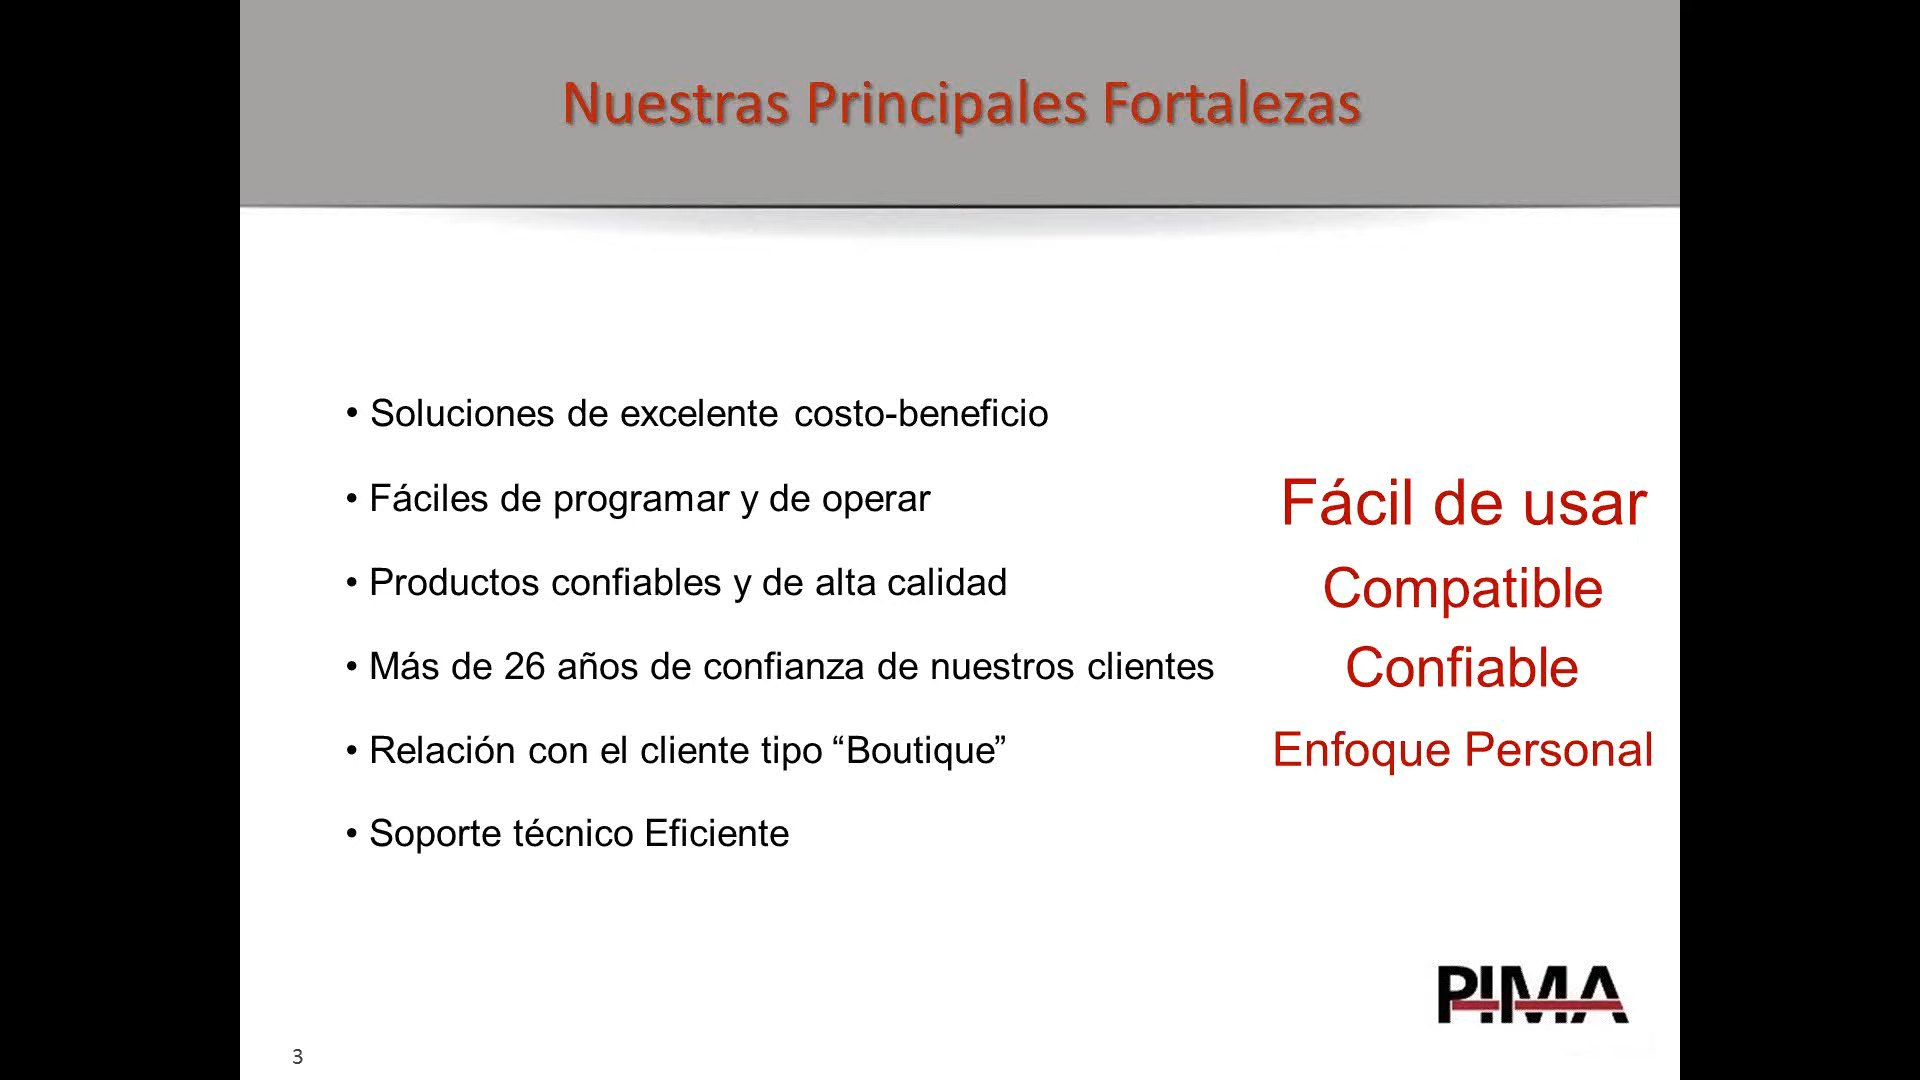 Nuestras Principales Fortalezas
• Soluciones de excelente costo-beneficio
• Fáciles de programar y de operar
• Productos confiables y de alta calidad
• Más de 26 años de confianza de nuestros clientes
• Relación con el cliente tipo “Boutique”
• Soporte técnico Eficiente
Fácil de usar
Compatible
Confiable
Enfoque Personal
PIMA
3